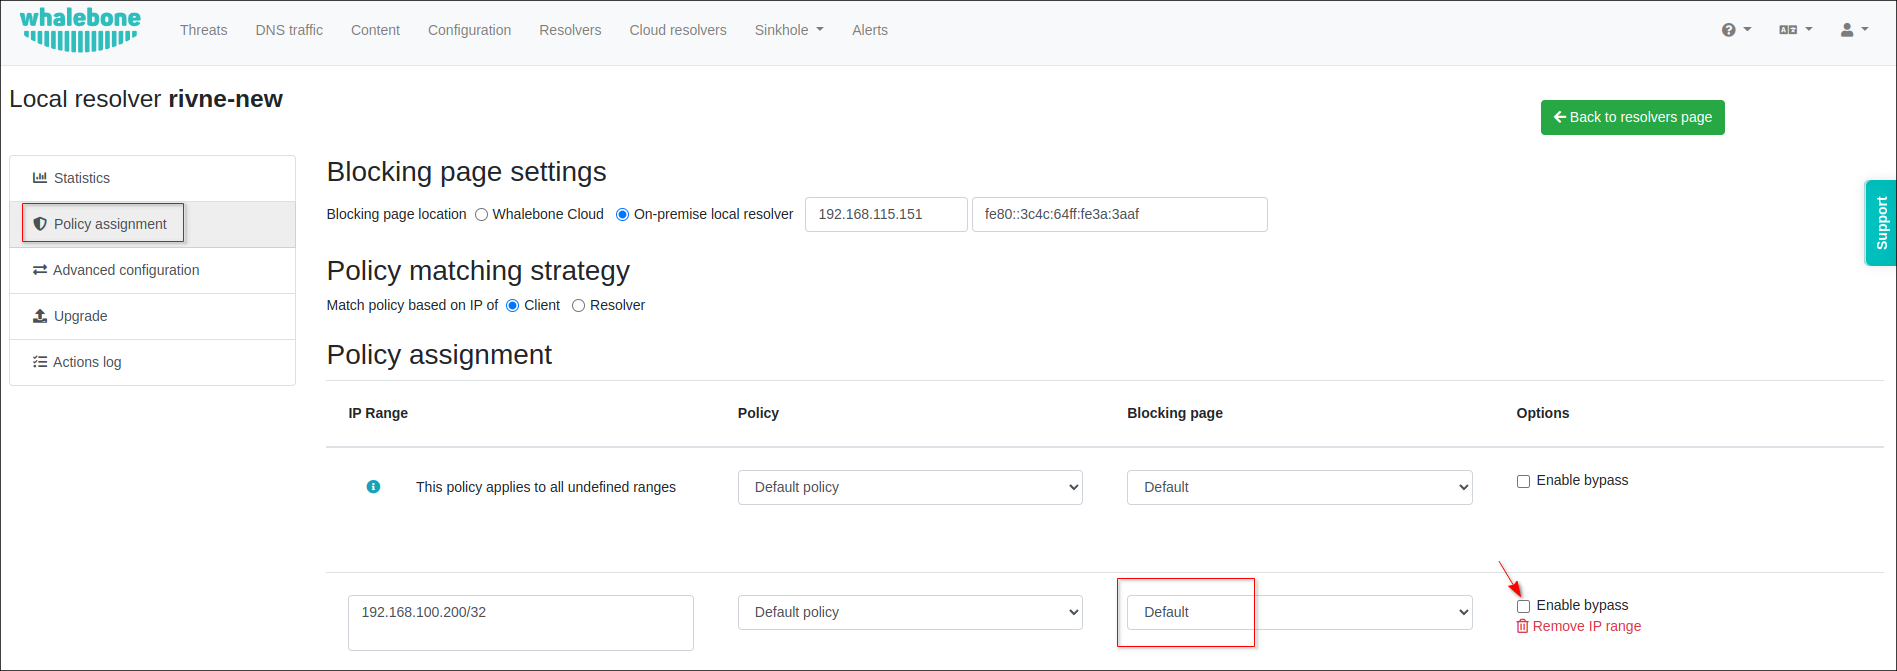 whalebone
Threats DNS traffic Content Configuration Resolvers Cloud resolvers Sinkhole Alerts
Local resolver rivne-new
Back to resolvers page
Statistics
Policy assignment
Advanced configuration
Upgrade
Actions log
Blocking page settings
Blocking page location Whalebone Cloud On-premise local resolver 192.168.115.151 fe80::3c4c:64ff:fe3a:3aaf
Policy matching strategy
Match policy based on IP of Client Resolver
Policy assignment
IP Range Policy Blocking page Options
This policy applies to all undefined ranges Default policy Default Enable bypass
192.168.100.200/32 Default policy Default Enable bypass
Remove IP range
Support